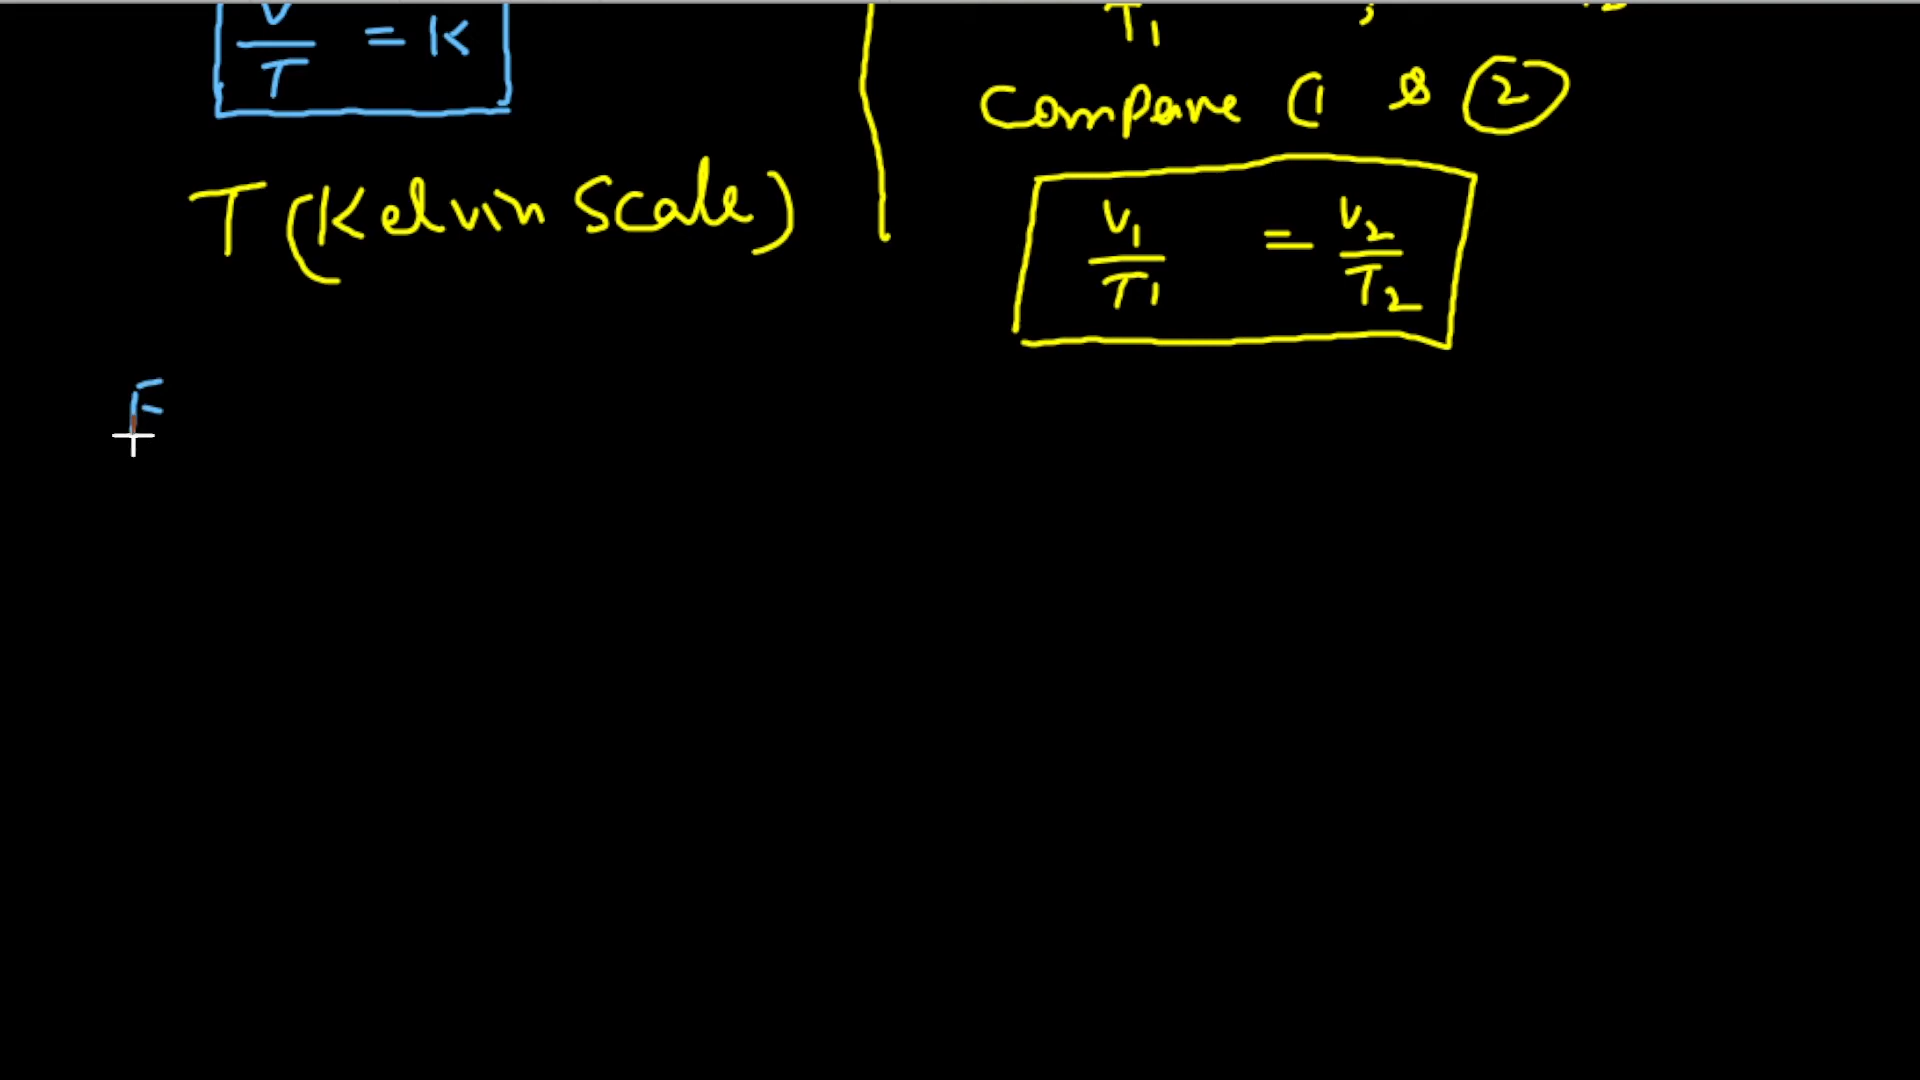 V/T = K
T (Kelvin Scale)
T1 ,
Compare (1 & 2
V1/T1 = V2/T2
F